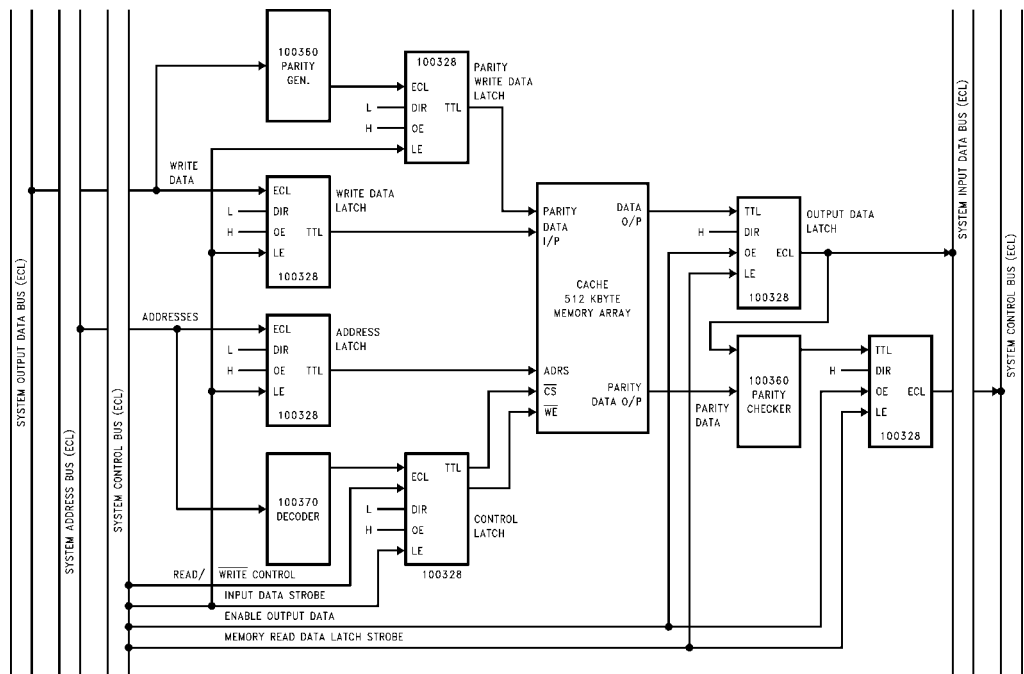 SYSTEM OUTPUT DATA BUS (ECL)
SYSTEM ADDRESS BUS (ECL)
SYSTEM CONTROL BUS (ECL)
100360
PARITY
GEN.
100328
ECL
L
DIR
TTL
H
OE
LE
PARITY
WRITE DATA
LATCH
WRITE
DATA
ECL
L
DIR
H
OE
TTL
LE
100328
WRITE DATA
LATCH
ADDRESSES
ECL
L
DIR
H
OE
TTL
LE
100328
ADDRESS
LATCH
100370
DECODER
TTL
ECL
L
DIR
H
OE
LE
100328
CONTROL
LATCH
READ/ WRITE CONTROL
INPUT DATA STROBE
ENABLE OUTPUT DATA
MEMORY READ DATA LATCH STROBE
PARITY
DATA
I/P
DATA
O/P
CACHE
512 KBYTE
MEMORY ARRAY
ADRS
CS
WE
PARITY
DATA O/P
TTL
H
DIR
OE
ECL
LE
100328
OUTPUT DATA
LATCH
PARITY
DATA
100360
PARITY
CHECKER
TTL
H
DIR
OE
ECL
LE
100328
SYSTEM INPUT DATA BUS (ECL)
SYSTEM CONTROL BUS (ECL)